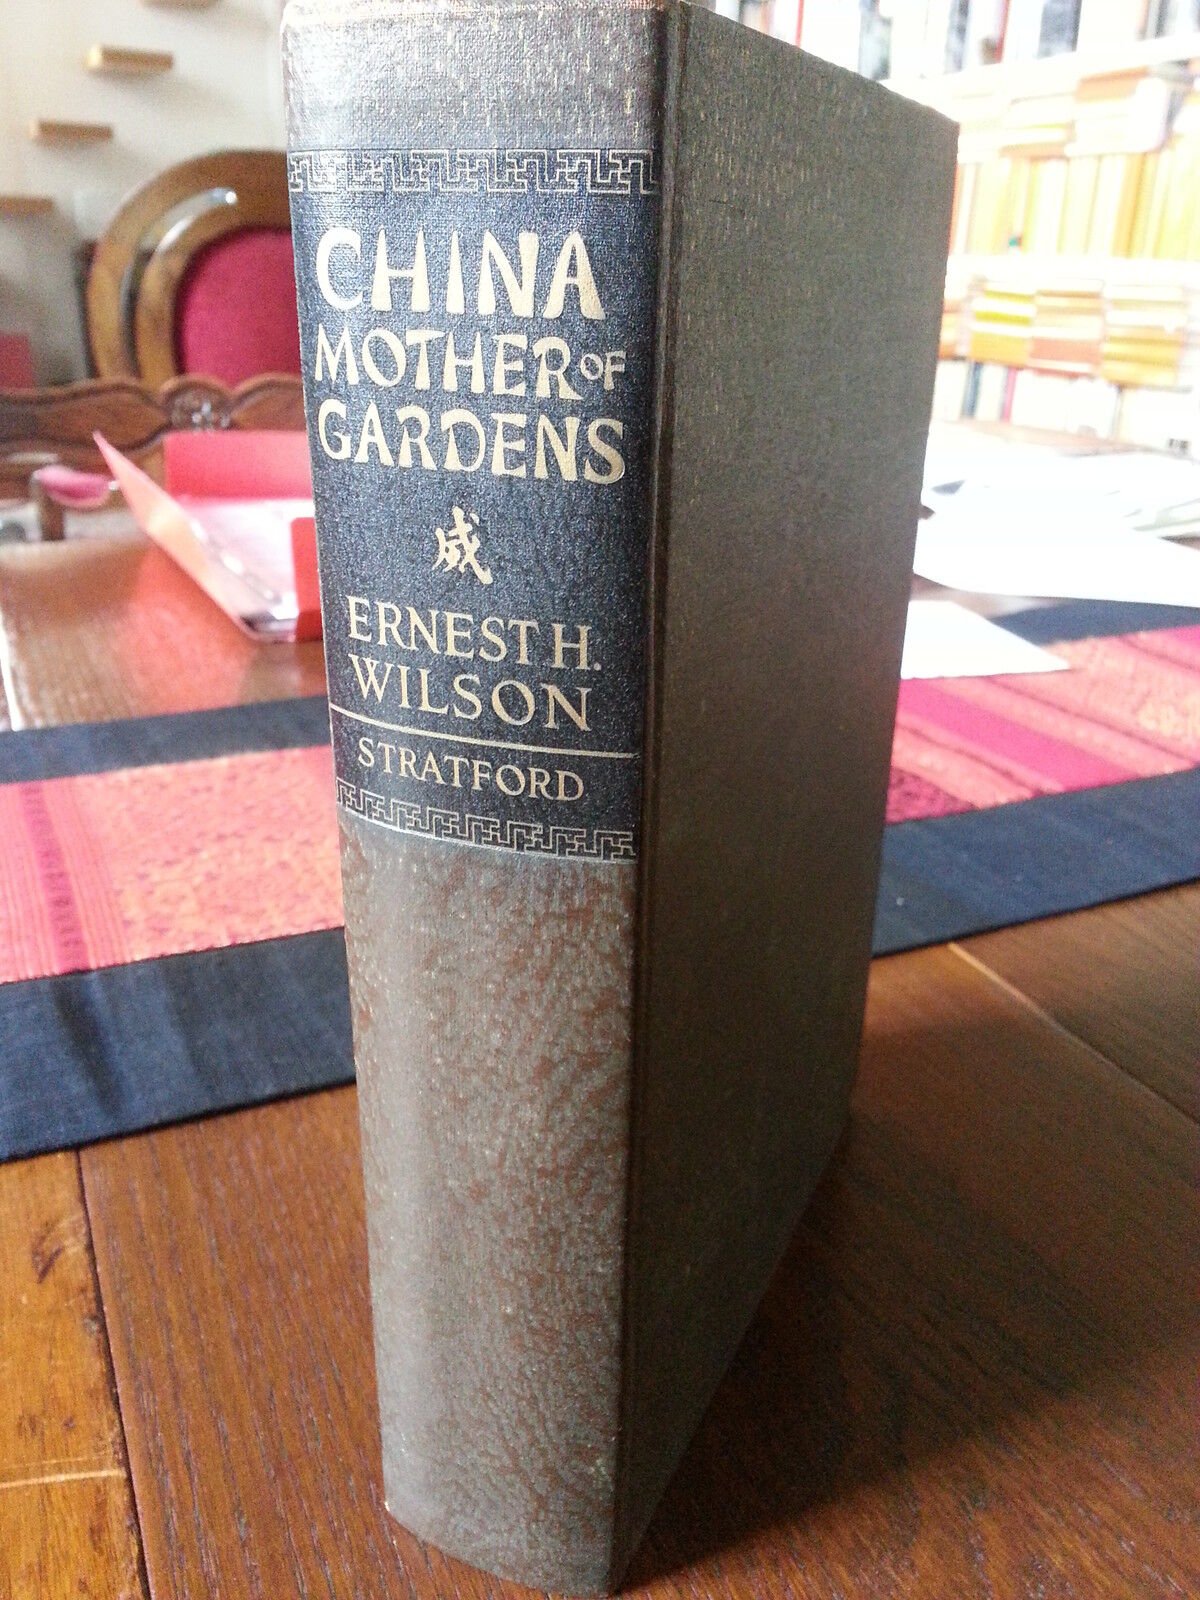 CHINA
MOTHER OF
GARDENS
威
ERNEST H.
WILSON
STRATFORD